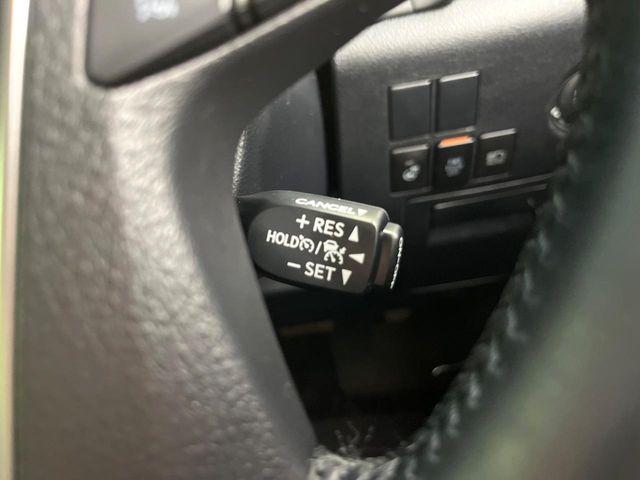 CANCEL
+ RES
HOLD /
- SET